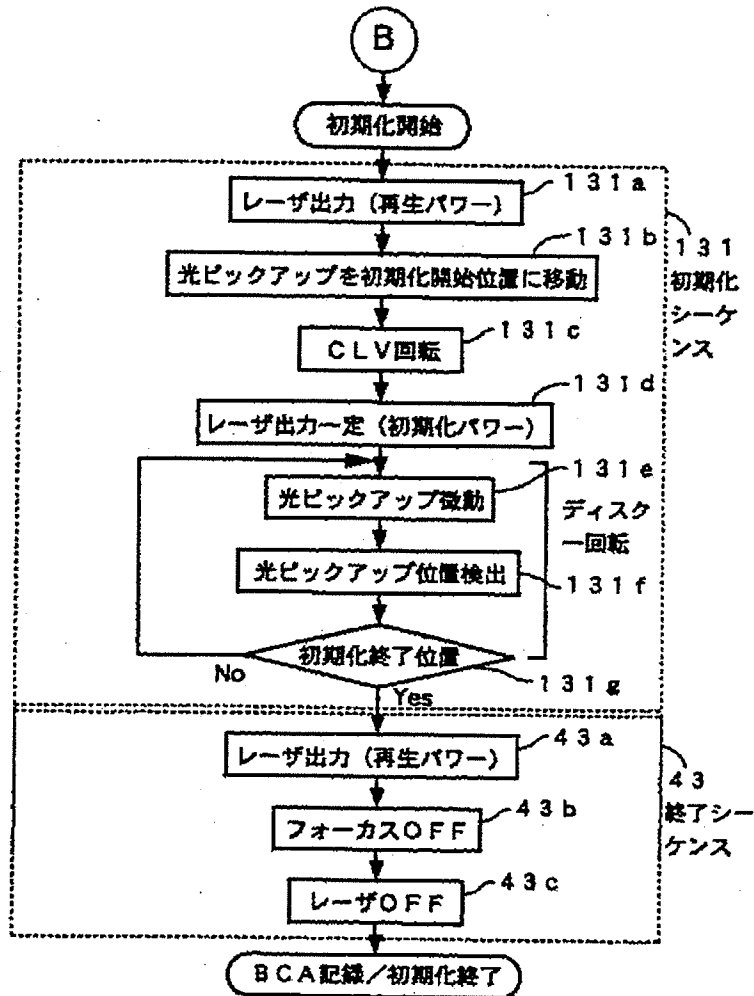 B
初期化開始
レーザ出力(再生パワー)
131a
光ピックアップを初期化開始位置に移動
131b
CLV回転
131c
レーザ出力一定(初期化パワー)
131d
光ピックアップ微動
131e
光ピックアップ位置検出
131f
ディスク
ー回転
初期化終了位置
131g
No
Yes
131
初期化
シーケ
ンス
レーザ出力(再生パワー)
43a
フォーカスOFF
43b
レーザOFF
43c
43
終了シー
ケンス
BCA記録/初期化終了